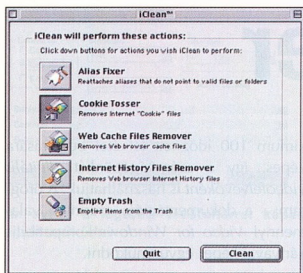 iClean™
iClean will perform these actions:
Click down buttons for actions you wish iClean to perform:
Alias Fixer
Reattaches aliases that do not point to valid files or folders
Cookie Tosser
Removes Internet "Cookie" files
Web Cache Files Remover
Removes Web browser cache files
Internet History Files Remover
Removes Web browser Internet History files
Empty Trash
Empties items from the Trash
Quit
Clean